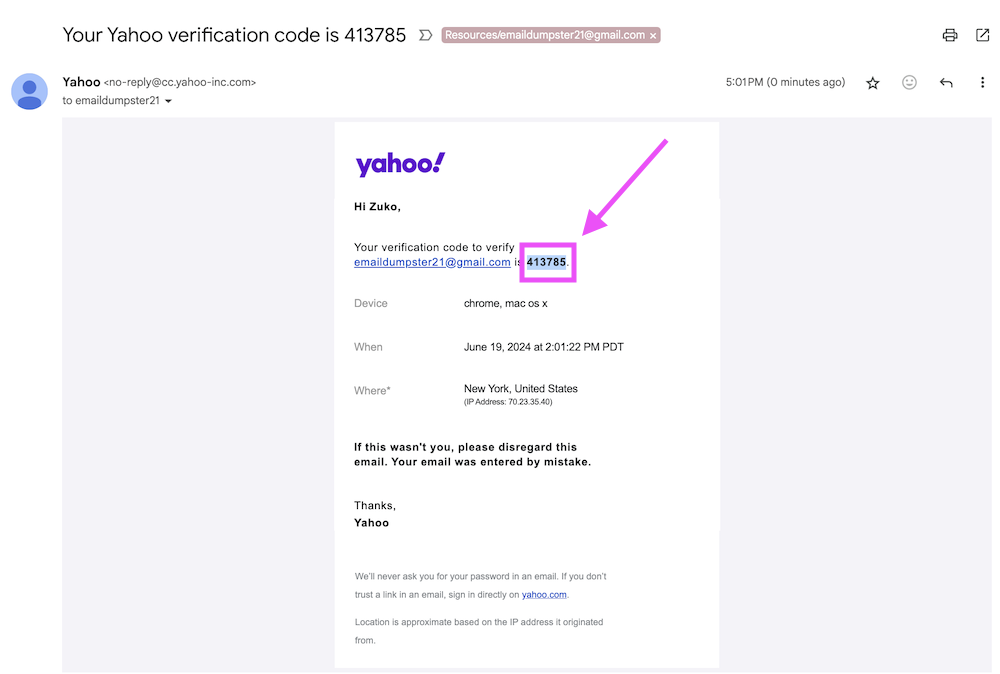 Your Yahoo verification code is 413785 Resources/emaildumpster21@gmail.com ×
Yahoo <no-reply@cc.yahoo-inc.com> 5:01 PM (0 minutes ago)
to emaildumpster21
yahoo!
Hi Zuko,
Your verification code to verify
emaildumpster21@gmail.com is 413785.
Device chrome, mac os x
When June 19, 2024 at 2:01:22 PM PDT
Where* New York, United States
(IP Address: 70.23.35.40)
If this wasn't you, please disregard this
email. Your email was entered by mistake.
Thanks,
Yahoo
We'll never ask you for your password in an email. If you don't
trust a link in an email, sign in directly on yahoo.com.
Location is approximate based on the IP address it originated
from.